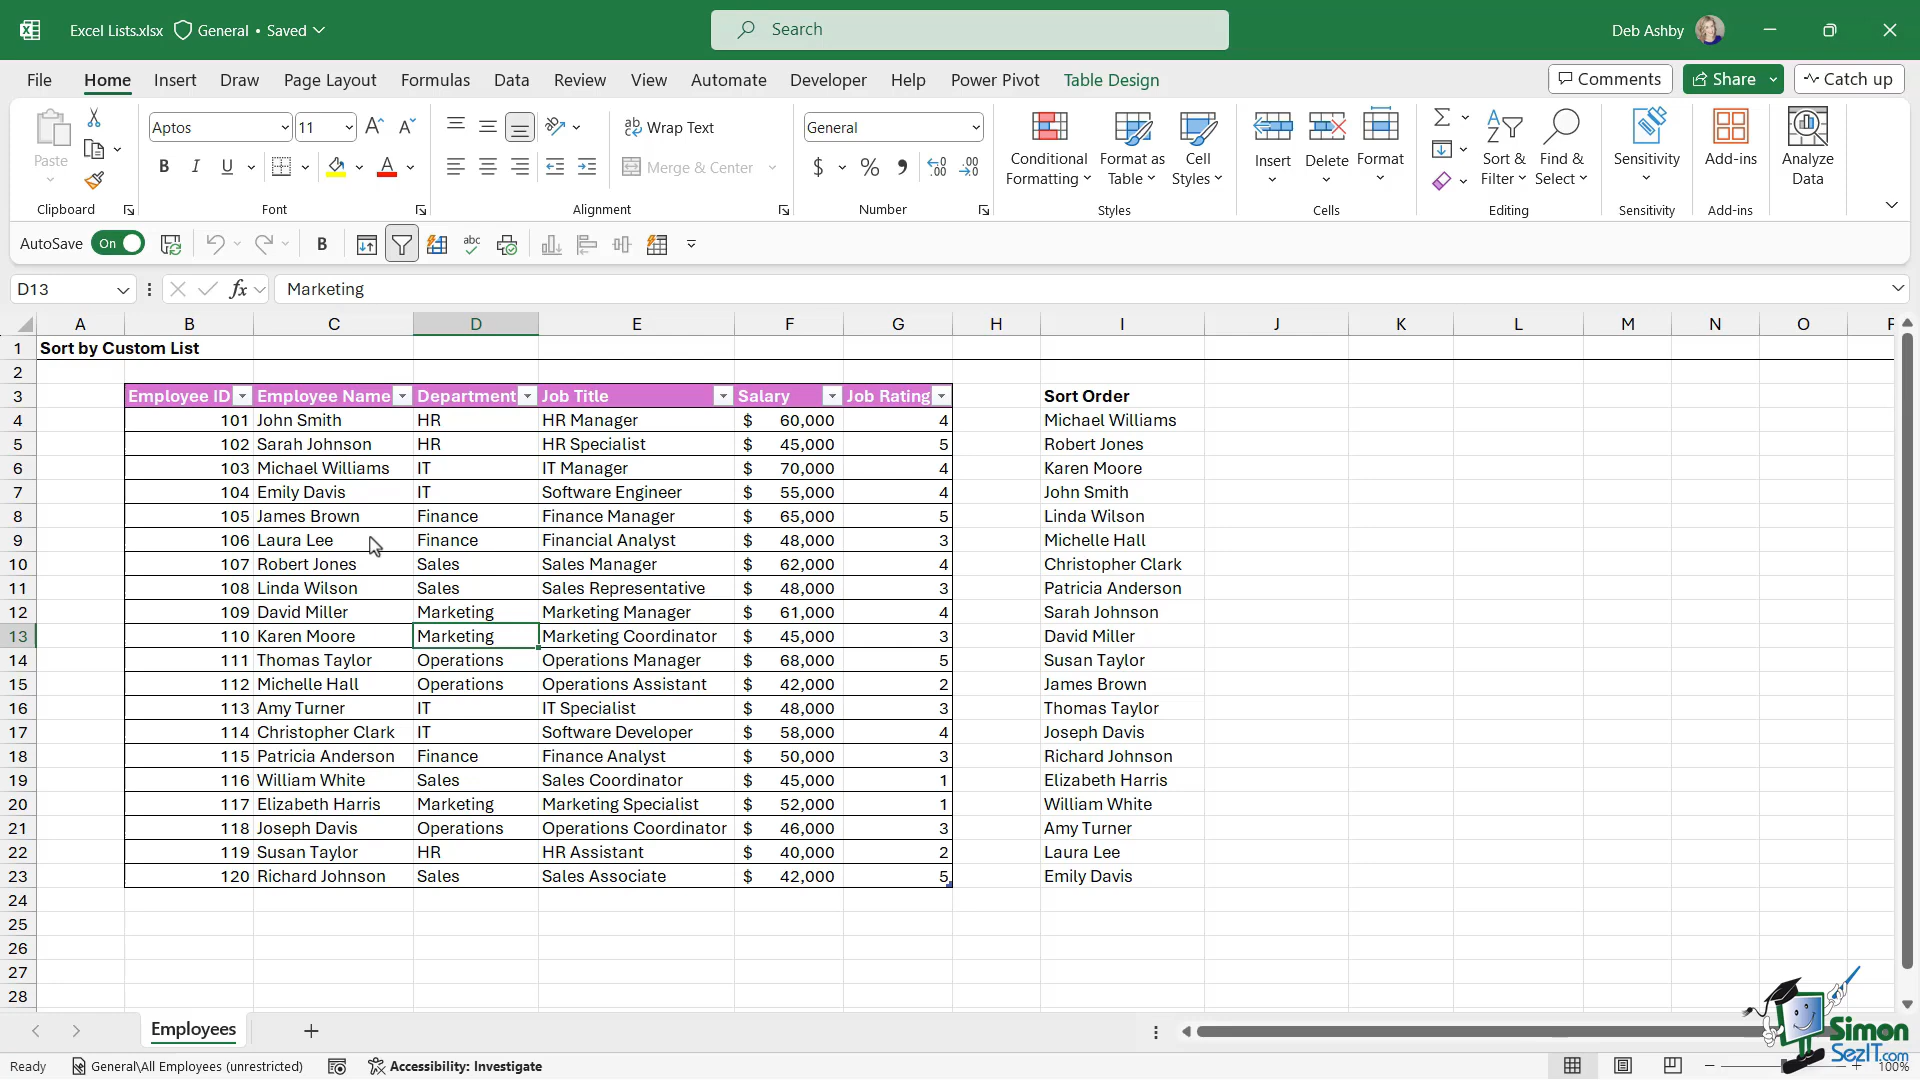 Excel Lists.xlsx General • Saved
Search
Deb Ashby
File Home Insert Draw Page Layout Formulas Data Review View Automate Developer Help Power Pivot Table Design
Comments Share Catch up
Paste
Clipboard
Aptos 11
B I U
Font
Wrap Text
Merge & Center
Alignment
General
$ % ,
Number
Conditional Formatting
Format as Table
Cell Styles
Styles
Insert Delete Format
Cells
Sort & Filter
Find & Select
Editing
Sensitivity
Sensitivity
Add-ins
Add-ins
Analyze Data
AutoSave On B abc
D13 fx Marketing
A B C D E F G H I J K L M N O P
1 Sort by Custom List
2
3 Employee ID Employee Name Department Job Title Salary Job Rating Sort Order
4 101 John Smith HR HR Manager $ 60,000 4 Michael Williams
5 102 Sarah Johnson HR HR Specialist $ 45,000 5 Robert Jones
6 103 Michael Williams IT IT Manager $ 70,000 4 Karen Moore
7 104 Emily Davis IT Software Engineer $ 55,000 4 John Smith
8 105 James Brown Finance Finance Manager $ 65,000 5 Linda Wilson
9 106 Laura Lee Finance Financial Analyst $ 48,000 3 Michelle Hall
10 107 Robert Jones Sales Sales Manager $ 62,000 4 Christopher Clark
11 108 Linda Wilson Sales Sales Representative $ 48,000 3 Patricia Anderson
12 109 David Miller Marketing Marketing Manager $ 61,000 4 Sarah Johnson
13 110 Karen Moore Marketing Marketing Coordinator $ 45,000 3 David Miller
14 111 Thomas Taylor Operations Operations Manager $ 68,000 5 Susan Taylor
15 112 Michelle Hall Operations Operations Assistant $ 42,000 2 James Brown
16 113 Amy Turner IT IT Specialist $ 48,000 3 Thomas Taylor
17 114 Christopher Clark IT Software Developer $ 58,000 4 Joseph Davis
18 115 Patricia Anderson Finance Finance Analyst $ 50,000 3 Richard Johnson
19 116 William White Sales Sales Coordinator $ 45,000 1 Elizabeth Harris
20 117 Elizabeth Harris Marketing Marketing Specialist $ 52,000 1 William White
21 118 Joseph Davis Operations Operations Coordinator $ 46,000 3 Amy Turner
22 119 Susan Taylor HR HR Assistant $ 40,000 2 Laura Lee
23 120 Richard Johnson Sales Sales Associate $ 42,000 5 Emily Davis
24
25
26
27
28
Employees
Simon
SezIT.com
Ready General\All Employees (unrestricted) Accessibility: Investigate 100%